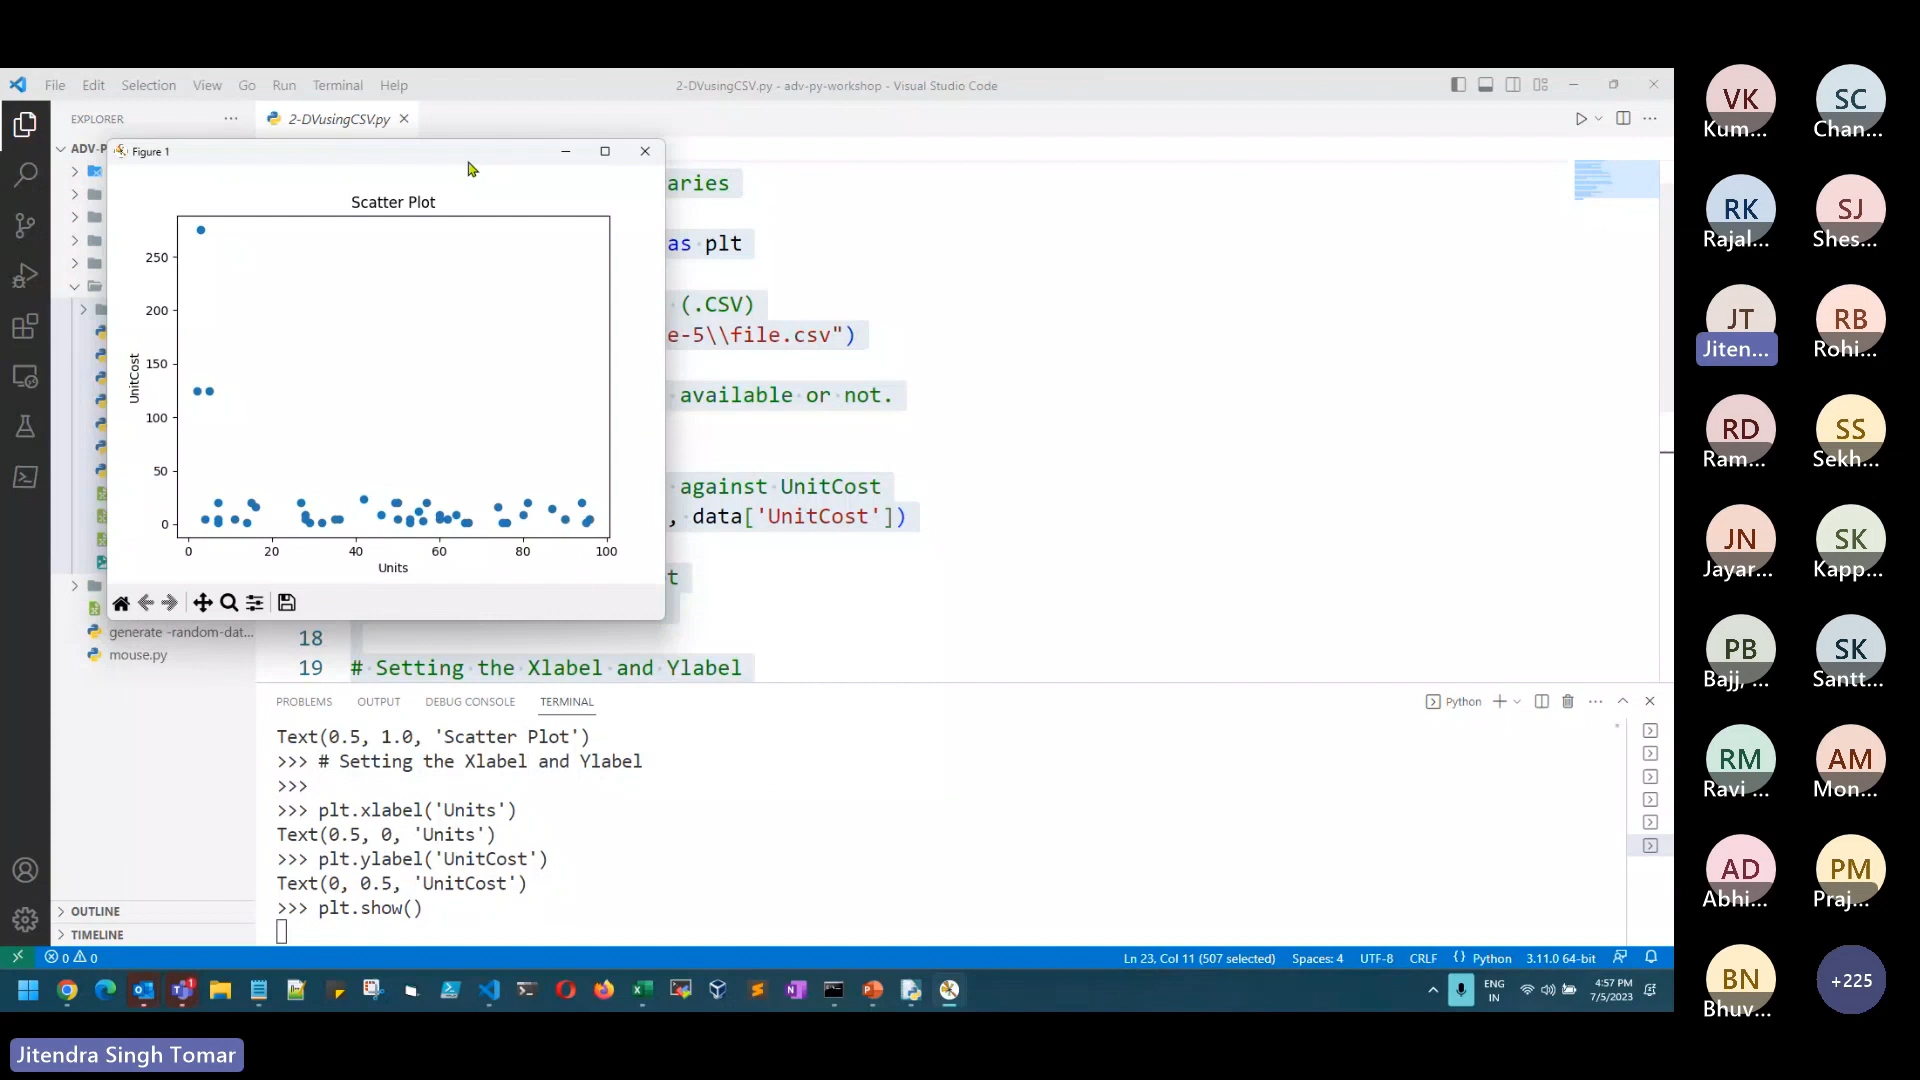 File Edit Selection View Go Run Terminal Help
2-DVusingCSV.py - adv-py-workshop - Visual Studio Code
EXPLORER
2-DVusingCSV.py
ADV-P
Figure 1
Scatter Plot
250
200
150
100
50
0
UnitCost
0 20 40 60 80 100
Units
aries
as plt
(.CSV)
e-5\\file.csv")
available or not.
against UnitCost
, data['UnitCost'])
t
18
19 # Setting the Xlabel and Ylabel
generate -random-dat...
mouse.py
OUTLINE
TIMELINE
PROBLEMS OUTPUT DEBUG CONSOLE TERMINAL
Python
Text(0.5, 1.0, 'Scatter Plot')
>>> # Setting the Xlabel and Ylabel
>>>
>>> plt.xlabel('Units')
Text(0.5, 0, 'Units')
>>> plt.ylabel('UnitCost')
Text(0, 0.5, 'UnitCost')
>>> plt.show()
0 0
Ln 23, Col 11 (507 selected) Spaces: 4 UTF-8 CRLF Python 3.11.0 64-bit
ENG
IN
4:57 PM
7/5/2023
Jitendra Singh Tomar
VK
Kum...
SC
Chan...
RK
Rajal...
SJ
Shes...
JT
Jiten...
RB
Rohi...
RD
Ram...
SS
Sekh...
JN
Jayar...
SK
Kapp...
PB
Bajj, ...
SK
Santt...
RM
Ravi ...
AM
Mon...
AD
Abhi...
PM
Praj...
BN
Bhuv...
+225